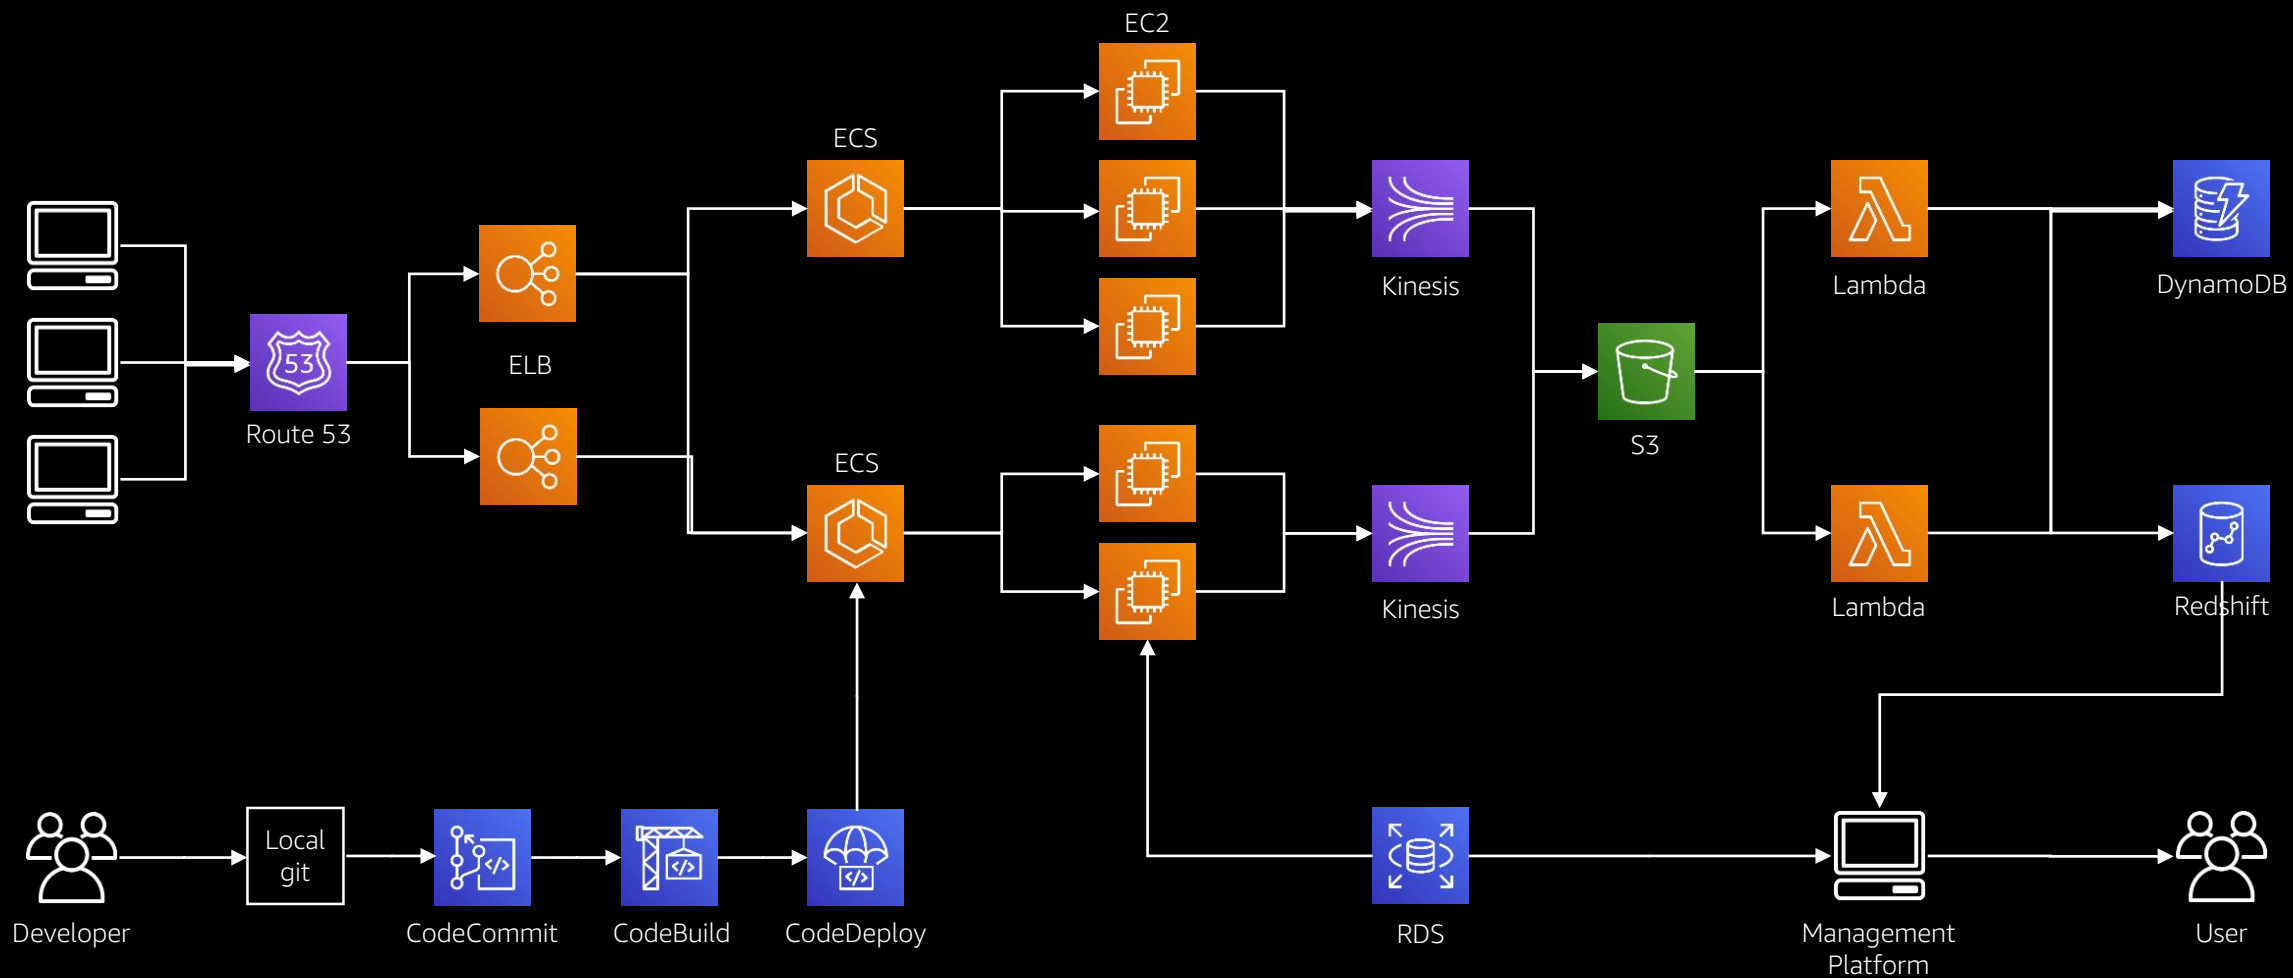 EC2
ECS
Kinesis
Lambda
DynamoDB
53
Route 53
ELB
S3
ECS
Kinesis
Lambda
Redshift
Local
git
Developer
CodeCommit
CodeBuild
CodeDeploy
RDS
Management
Platform
User